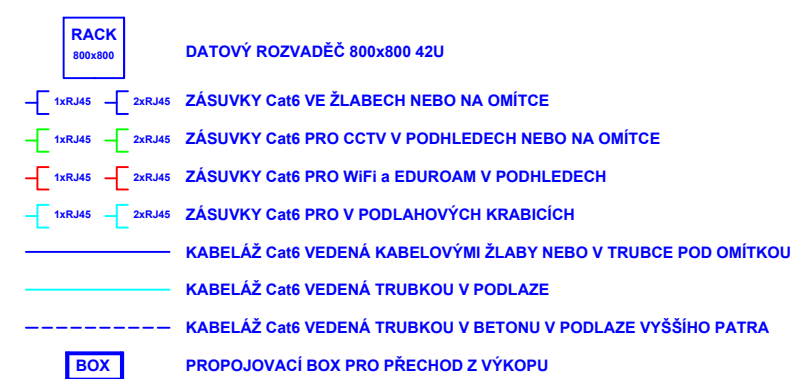 RACK
800x800
DATOVÝ ROZVADĚČ 800x800 42U
1xRJ45 2xRJ45 ZÁSUVKY Cat6 VE ŽLABECH NEBO NA OMÍTCE
1xRJ45 2xRJ45 ZÁSUVKY Cat6 PRO CCTV V PODHLEDECH NEBO NA OMÍTCE
1xRJ45 2xRJ45 ZÁSUVKY Cat6 PRO WiFi a EDUROAM V PODHLEDECH
1xRJ45 2xRJ45 ZÁSUVKY Cat6 PRO V PODLAHOVÝCH KRABICÍCH
KABELÁŽ Cat6 VEDENÁ KABELOVÝMI ŽLABY NEBO V TRUBCE POD OMÍTKOU
KABELÁŽ Cat6 VEDENÁ TRUBKOU V PODLAZE
KABELÁŽ Cat6 VEDENÁ TRUBKOU V BETONU V PODLAZE VYŠŠÍHO PATRA
BOX PROPOJOVACÍ BOX PRO PŘECHOD Z VÝKOPU